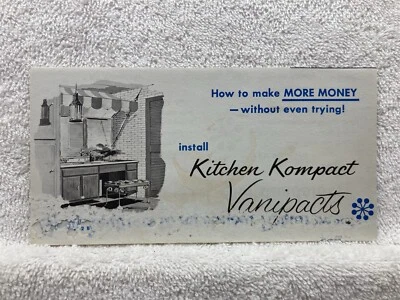 How to make MORE MONEY
—without even trying!
install
Kitchen Kompact
Vanipacts